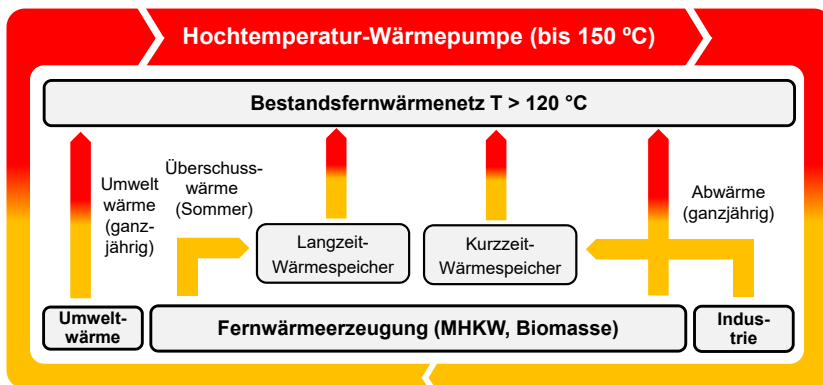 Hochtemperatur-Wärmepumpe (bis 150 ºC)
Bestandsfernwärmenetz T > 120 °C
Umwelt
wärme
(ganz-
jährig)
Überschuss-
wärme
(Sommer)
Abwärme
(ganzjährig)
Langzeit-
Wärmespeicher
Kurzzeit-
Wärmespeicher
Umwelt-
wärme
Fernwärmeerzeugung (MHKW, Biomasse)
Indus-
trie